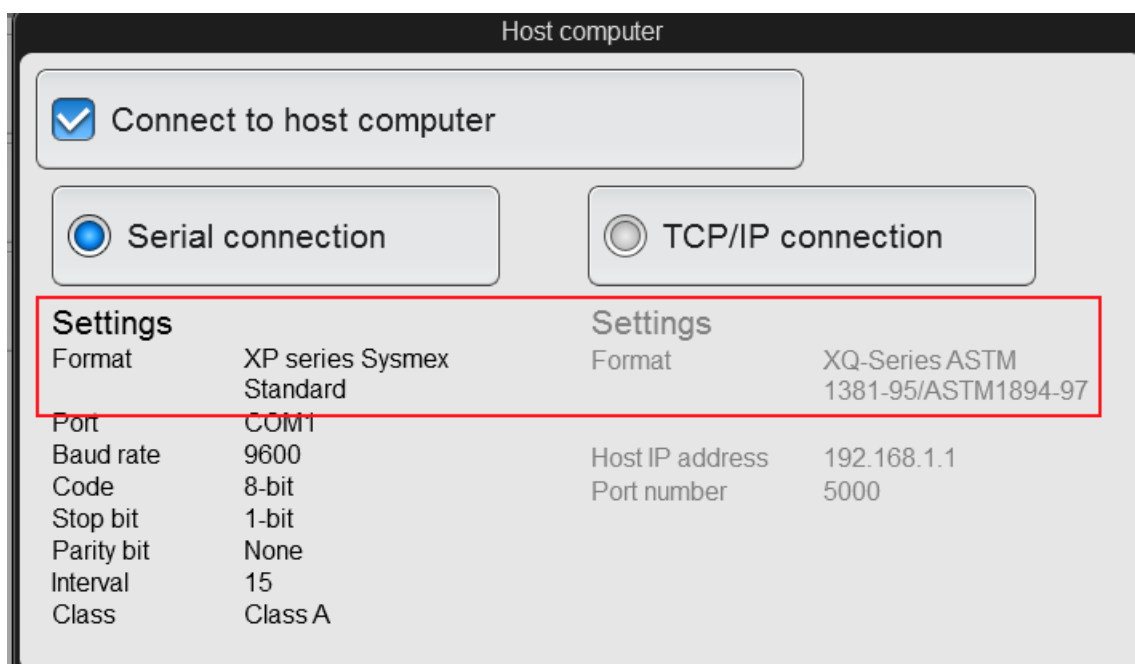 Host computer
Connect to host computer
Serial connection
TCP/IP connection
Settings
Format XP series Sysmex
Standard
Port COM1
Baud rate 9600
Code 8-bit
Stop bit 1-bit
Parity bit None
Interval 15
Class Class A
Settings
Format XQ-Series ASTM
1381-95/ASTM1894-97
Host IP address 192.168.1.1
Port number 5000